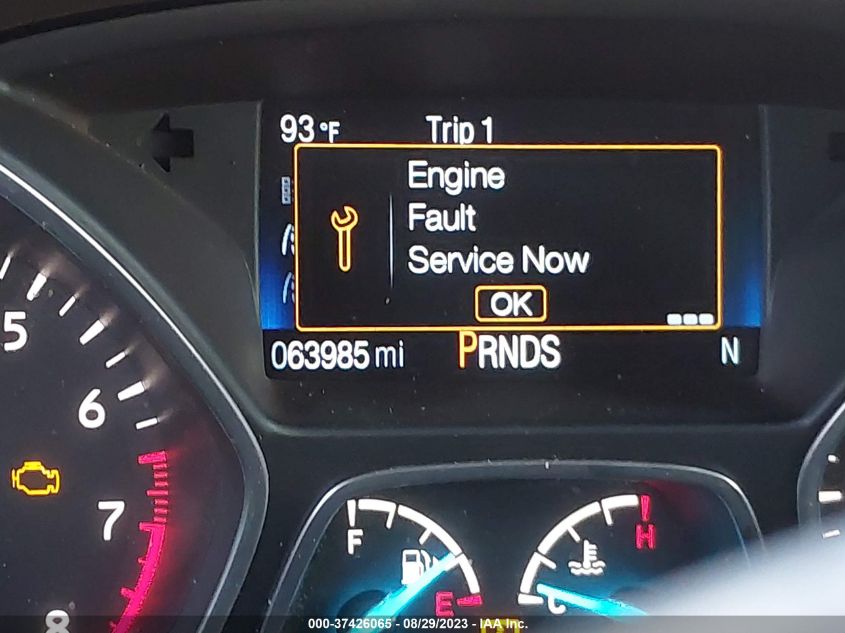 93°F Trip 1
Engine
Fault
Service Now
OK
063985 mi PRNDS N
5
6
7
8
F
E
H
C
000-37426065 - 08/29/2023 - IAA Inc.